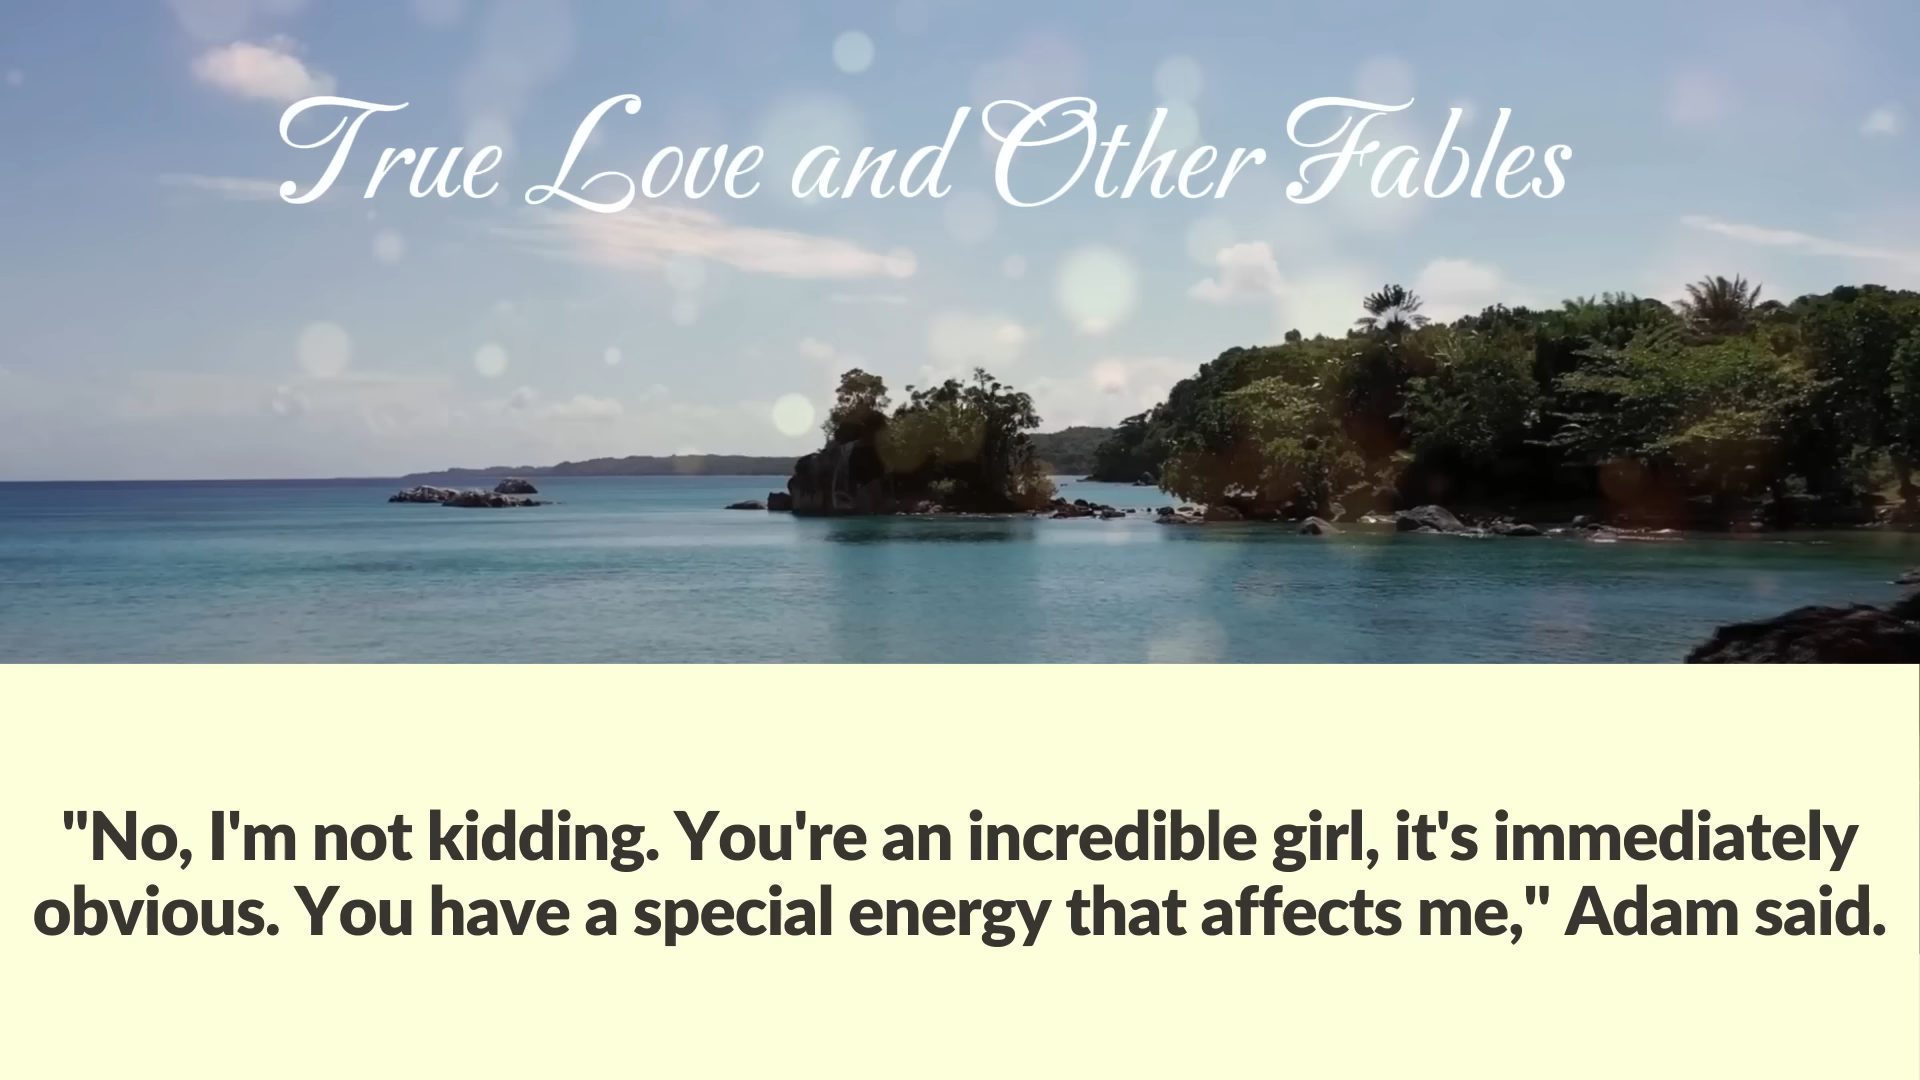 True Love and Other Fables
"No, I'm not kidding. You're an incredible girl, it's immediately
obvious. You have a special energy that affects me," Adam said.